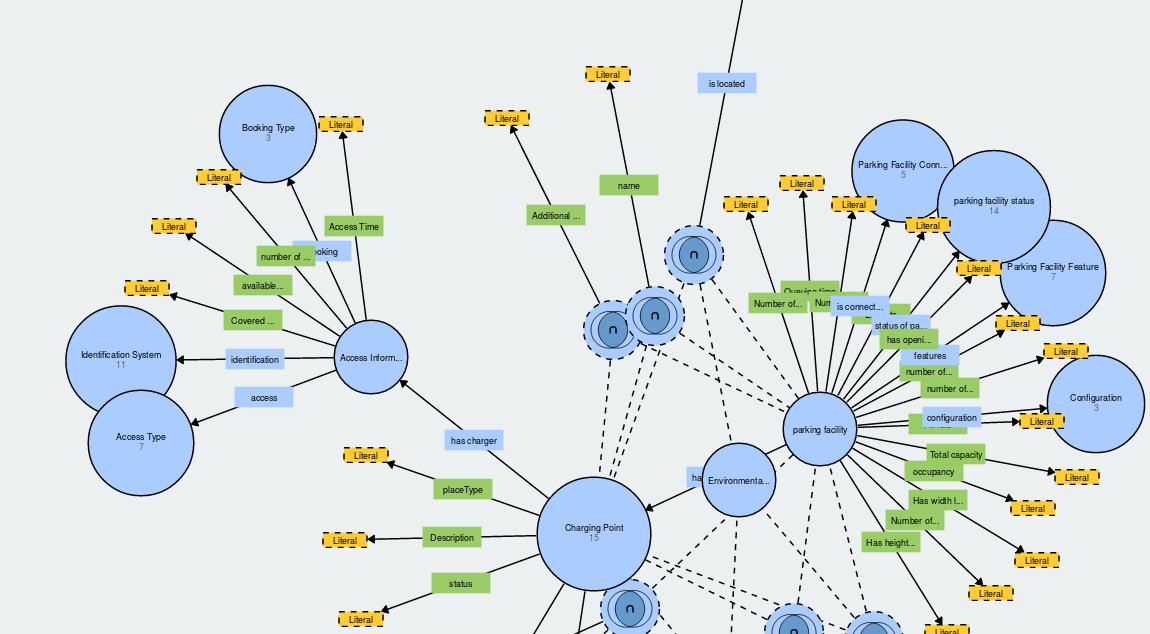 is located
Literal
Literal
Booking Type
3
Literal
Literal
Literal
Literal
Access Time
number of ...
ooking
available...
Covered ...
Identification System
11
identification
Access Inform...
access
Access Type
7
name
Additional ...
Literal
Literal
Literal
Literal
Literal
Literal
Literal
Parking Facility Conn...
5
parking facility status
14
Parking Facility Feature
7
Number of...
Queuing time
Num
is connect...
status of pa...
has openi...
features
number of...
number of...
configuration
Configuration
3
Literal
parking facility
Total capacity
occupancy
Has width l...
Number of...
Has height...
Literal
Literal
Literal
Literal
Literal
has charger
ha
Environmenta...
Literal
placeType
Charging Point
15
Literal
Description
status
Literal